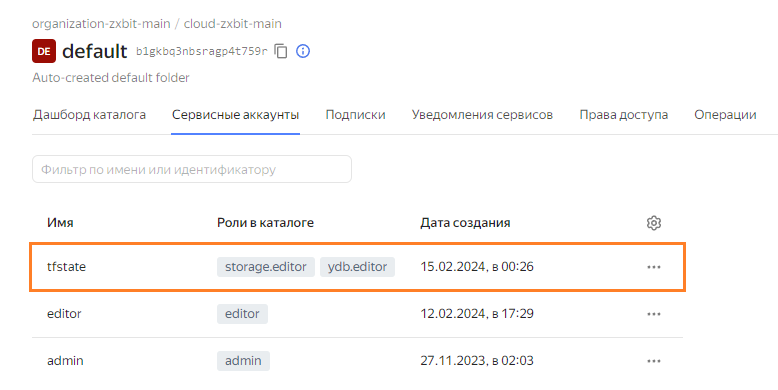 organization-zxbit-main / cloud-zxbit-main
DE default b1gkbq3nbsragp4t759r
Auto-created default folder
Дашборд каталога Сервисные аккаунты Подписки Уведомления сервисов Права доступа Операции
Фильтр по имени или идентификатору
Имя Роли в каталоге Дата создания
tfstate storage.editor ydb.editor 15.02.2024, в 00:26
editor editor 12.02.2024, в 17:29
admin admin 27.11.2023, в 02:03